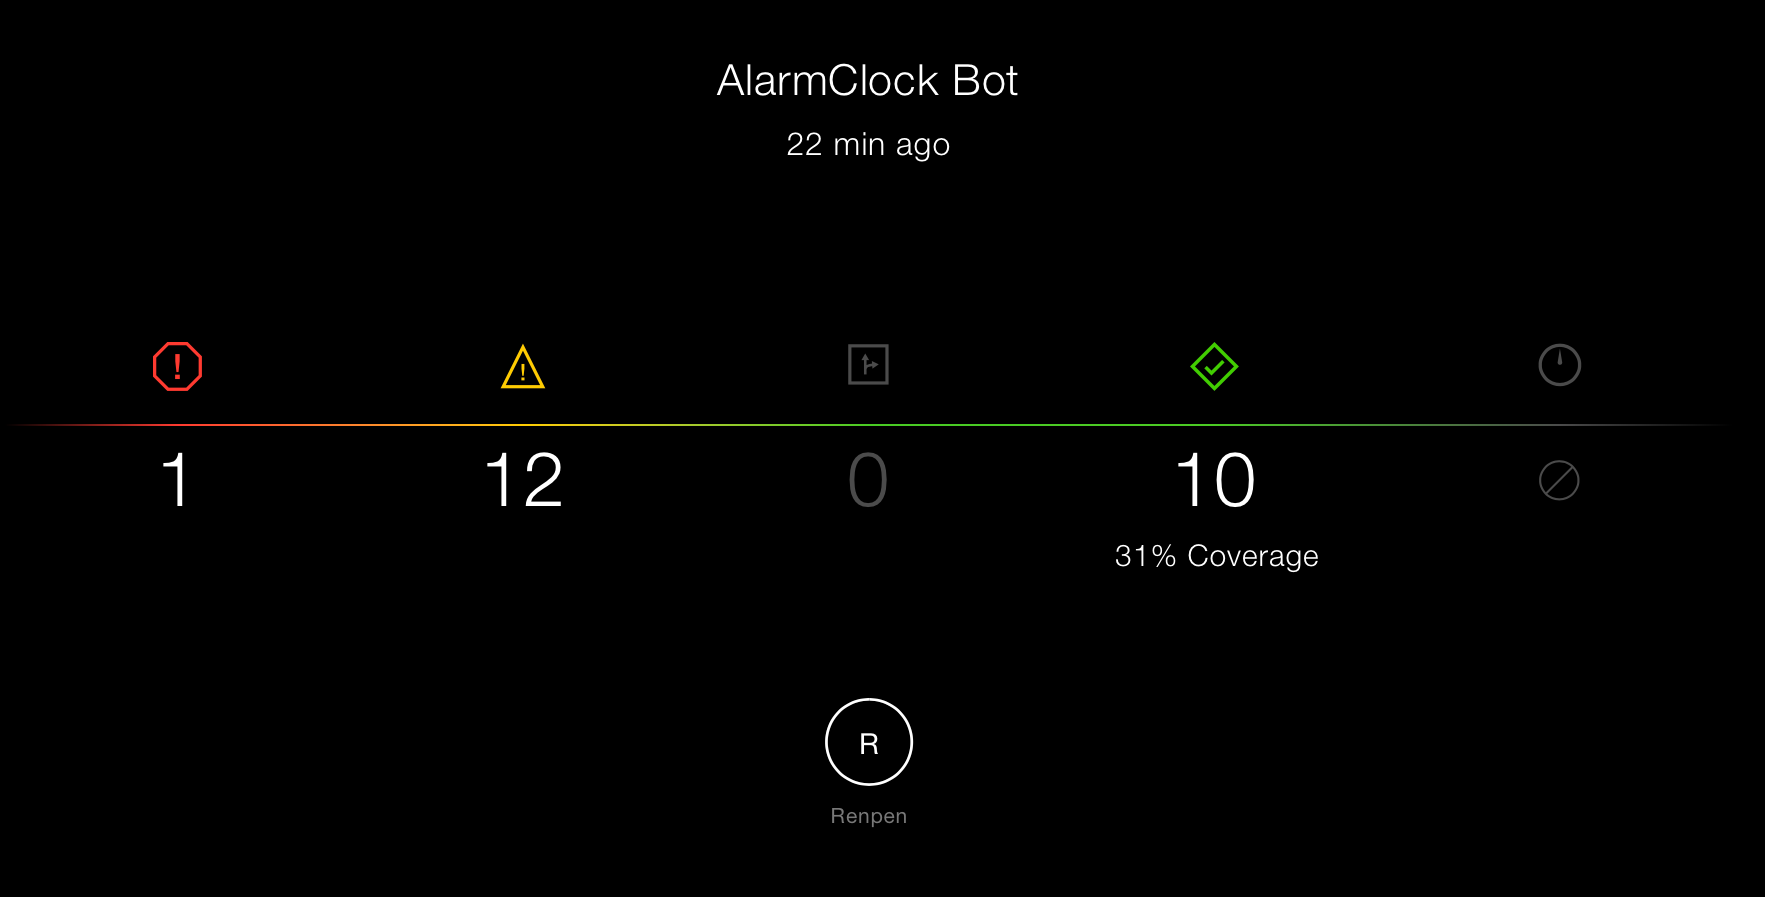 AlarmClock Bot
22 min ago
1
12
0
10
31% Coverage
R
Renpen